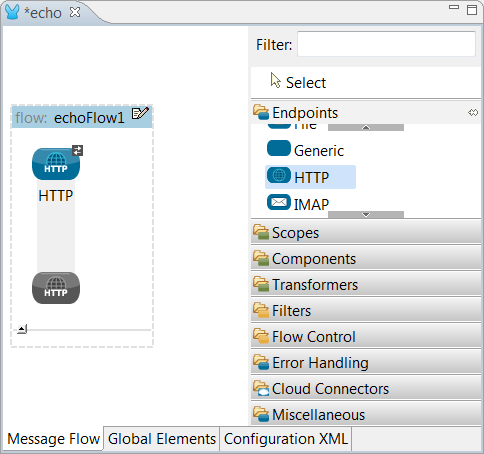 *echo
Filter:
Select
flow: echoFlow1
Endpoints
File
Generic
HTTP
HTTP
HTTP
IMAP
Scopes
Components
Transformers
HTTP
Filters
Flow Control
Error Handling
Cloud Connectors
Miscellaneous
Message Flow Global Elements Configuration XML